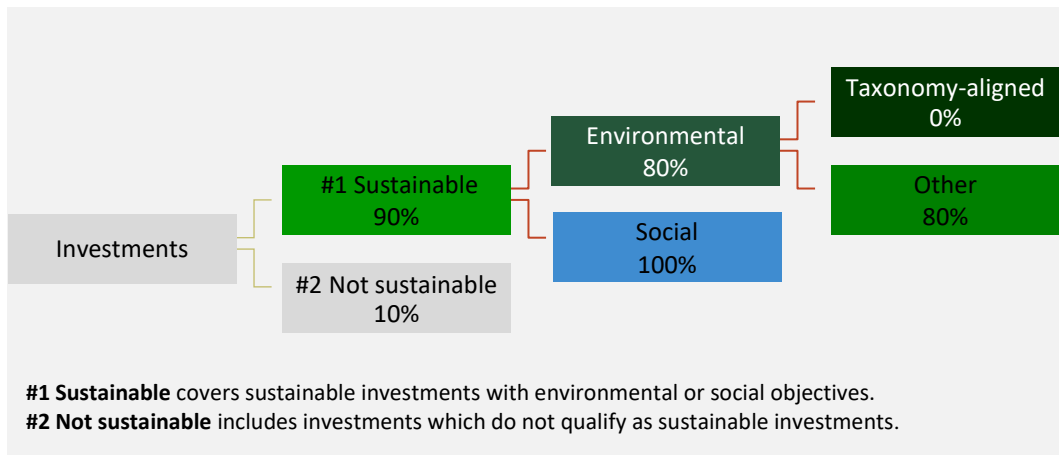 Investments
#1 Sustainable
90%
#2 Not sustainable
10%
Environmental
80%
Social
100%
Taxonomy-aligned
0%
Other
80%
#1 Sustainable covers sustainable investments with environmental or social objectives.
#2 Not sustainable includes investments which do not qualify as sustainable investments.